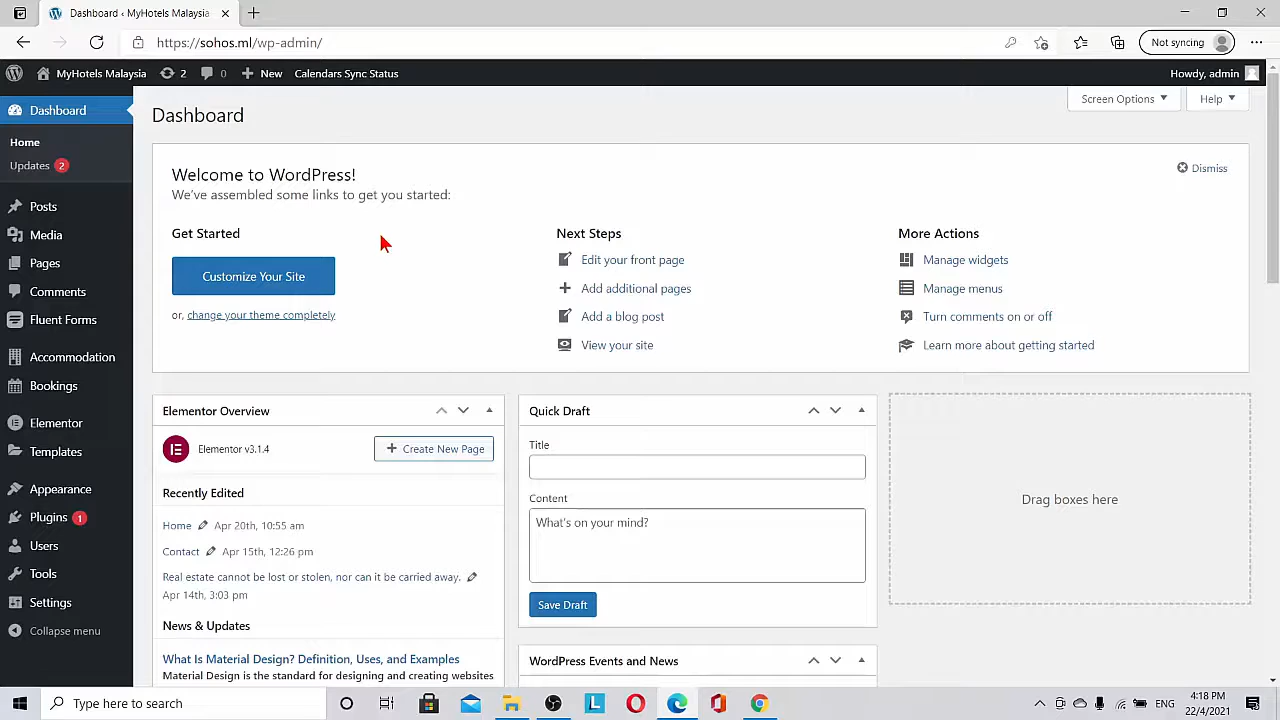 Dashboard ‹ MyHotels Malaysia
https://sohos.ml/wp-admin/
Not syncing
MyHotels Malaysia
2
0
New
Calendars Sync Status
Howdy, admin
Dashboard
Home
Updates 2
Posts
Media
Pages
Comments
Fluent Forms
Accommodation
Bookings
Elementor
Templates
Appearance
Plugins 1
Users
Tools
Settings
Collapse menu
Dashboard
Screen Options
Help
Welcome to WordPress!
We've assembled some links to get you started:
Dismiss
Get Started
Customize Your Site
or, change your theme completely
Next Steps
Edit your front page
Add additional pages
Add a blog post
View your site
More Actions
Manage widgets
Manage menus
Turn comments on or off
Learn more about getting started
Elementor Overview
Elementor v3.1.4
Create New Page
Recently Edited
Home Apr 20th, 10:55 am
Contact Apr 15th, 12:26 pm
Real estate cannot be lost or stolen, nor can it be carried away.
Apr 14th, 3:03 pm
News & Updates
What Is Material Design? Definition, Uses, and Examples
Material Design is the standard for designing and creating websites
Quick Draft
Title
Content
What's on your mind?
Save Draft
WordPress Events and News
Drag boxes here
Type here to search
ENG
4:18 PM
22/4/2021